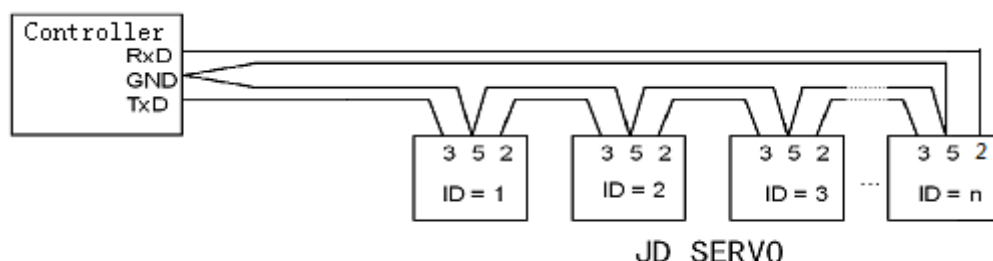 Controller
RxD
GND
TxD
3 5 2 3 5 2 3 5 2 3 5 2
ID = 1 ID = 2 ID = 3 ... ID = n
JD SERVO